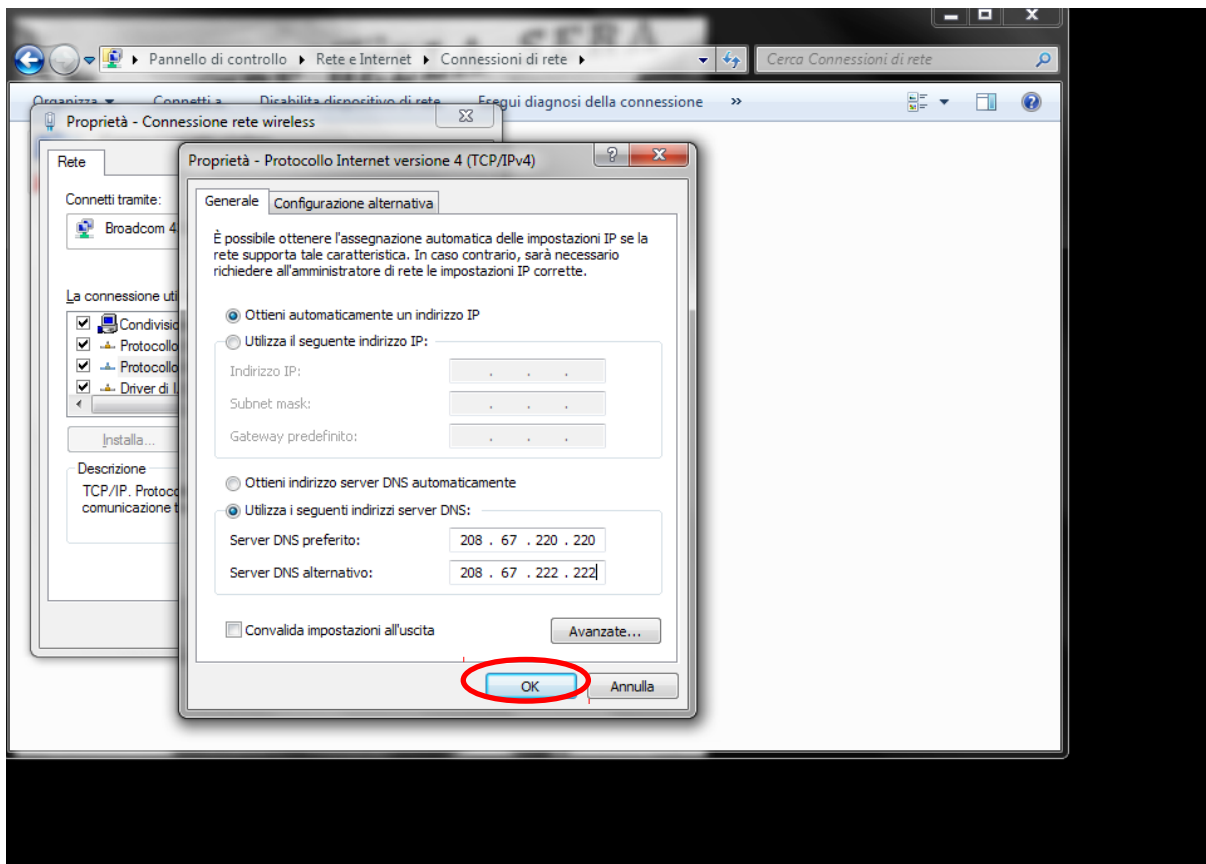 Pannello di controllo Rete e Internet Connessioni di rete
Cerca Connessioni di rete
Organizza Connetti a Disabilita dispositivo di rete Esegui diagnosi della connessione »
Proprietà - Connessione rete wireless
Rete
Connetti tramite:
Broadcom 4
La connessione uti
Condivisio
Protocollo
Protocollo
Driver di I
Installa...
Descrizione
TCP/IP. Protoco
comunicazione t
Proprietà - Protocollo Internet versione 4 (TCP/IPv4)
Generale
Configurazione alternativa
È possibile ottenere l'assegnazione automatica delle impostazioni IP se la
rete supporta tale caratteristica. In caso contrario, sarà necessario
richiedere all'amministratore di rete le impostazioni IP corrette.
Ottieni automaticamente un indirizzo IP
Utilizza il seguente indirizzo IP:
Indirizzo IP: . . .
Subnet mask: . . .
Gateway predefinito: . . .
Ottieni indirizzo server DNS automaticamente
Utilizza i seguenti indirizzi server DNS:
Server DNS preferito: 208 . 67 . 220 . 220
Server DNS alternativo: 208 . 67 . 222 . 222
Convalida impostazioni all'uscita
Avanzate...
OK
Annulla